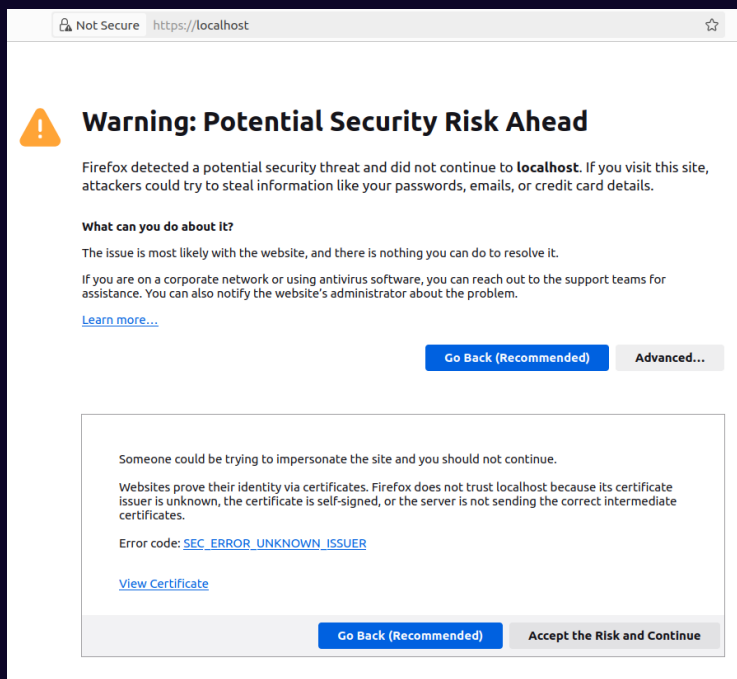 Not Secure https://localhost
Warning: Potential Security Risk Ahead
Firefox detected a potential security threat and did not continue to localhost. If you visit this site,
attackers could try to steal information like your passwords, emails, or credit card details.
What can you do about it?
The issue is most likely with the website, and there is nothing you can do to resolve it.
If you are on a corporate network or using antivirus software, you can reach out to the support teams for
assistance. You can also notify the website's administrator about the problem.
Learn more…
Go Back (Recommended) Advanced…
Someone could be trying to impersonate the site and you should not continue.
Websites prove their identity via certificates. Firefox does not trust localhost because its certificate
issuer is unknown, the certificate is self-signed, or the server is not sending the correct intermediate
certificates.
Error code: SEC_ERROR_UNKNOWN_ISSUER
View Certificate
Go Back (Recommended) Accept the Risk and Continue